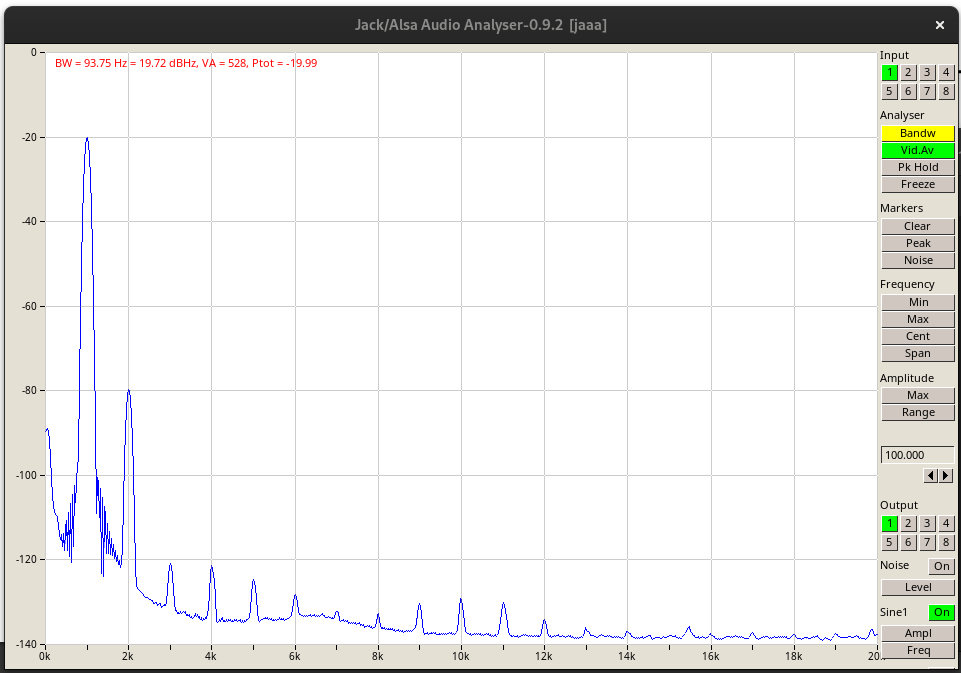 Jack/Alsa Audio Analyser-0.9.2 [jaaa]
BW = 93.75 Hz = 19.72 dBHz, VA = 528, Ptot = -19.99
0
-20
-40
-60
-80
-100
-120
-140
0k 2k 4k 6k 8k 10k 12k 14k 16k 18k 20
Input
1 2 3 4
5 6 7 8
Analyser
Bandw
Vid.Av
Pk Hold
Freeze
Markers
Clear
Peak
Noise
Frequency
Min
Max
Cent
Span
Amplitude
Max
Range
100.000
Output
1 2 3 4
5 6 7 8
Noise On
Level
Sine1 On
Ampl
Freq